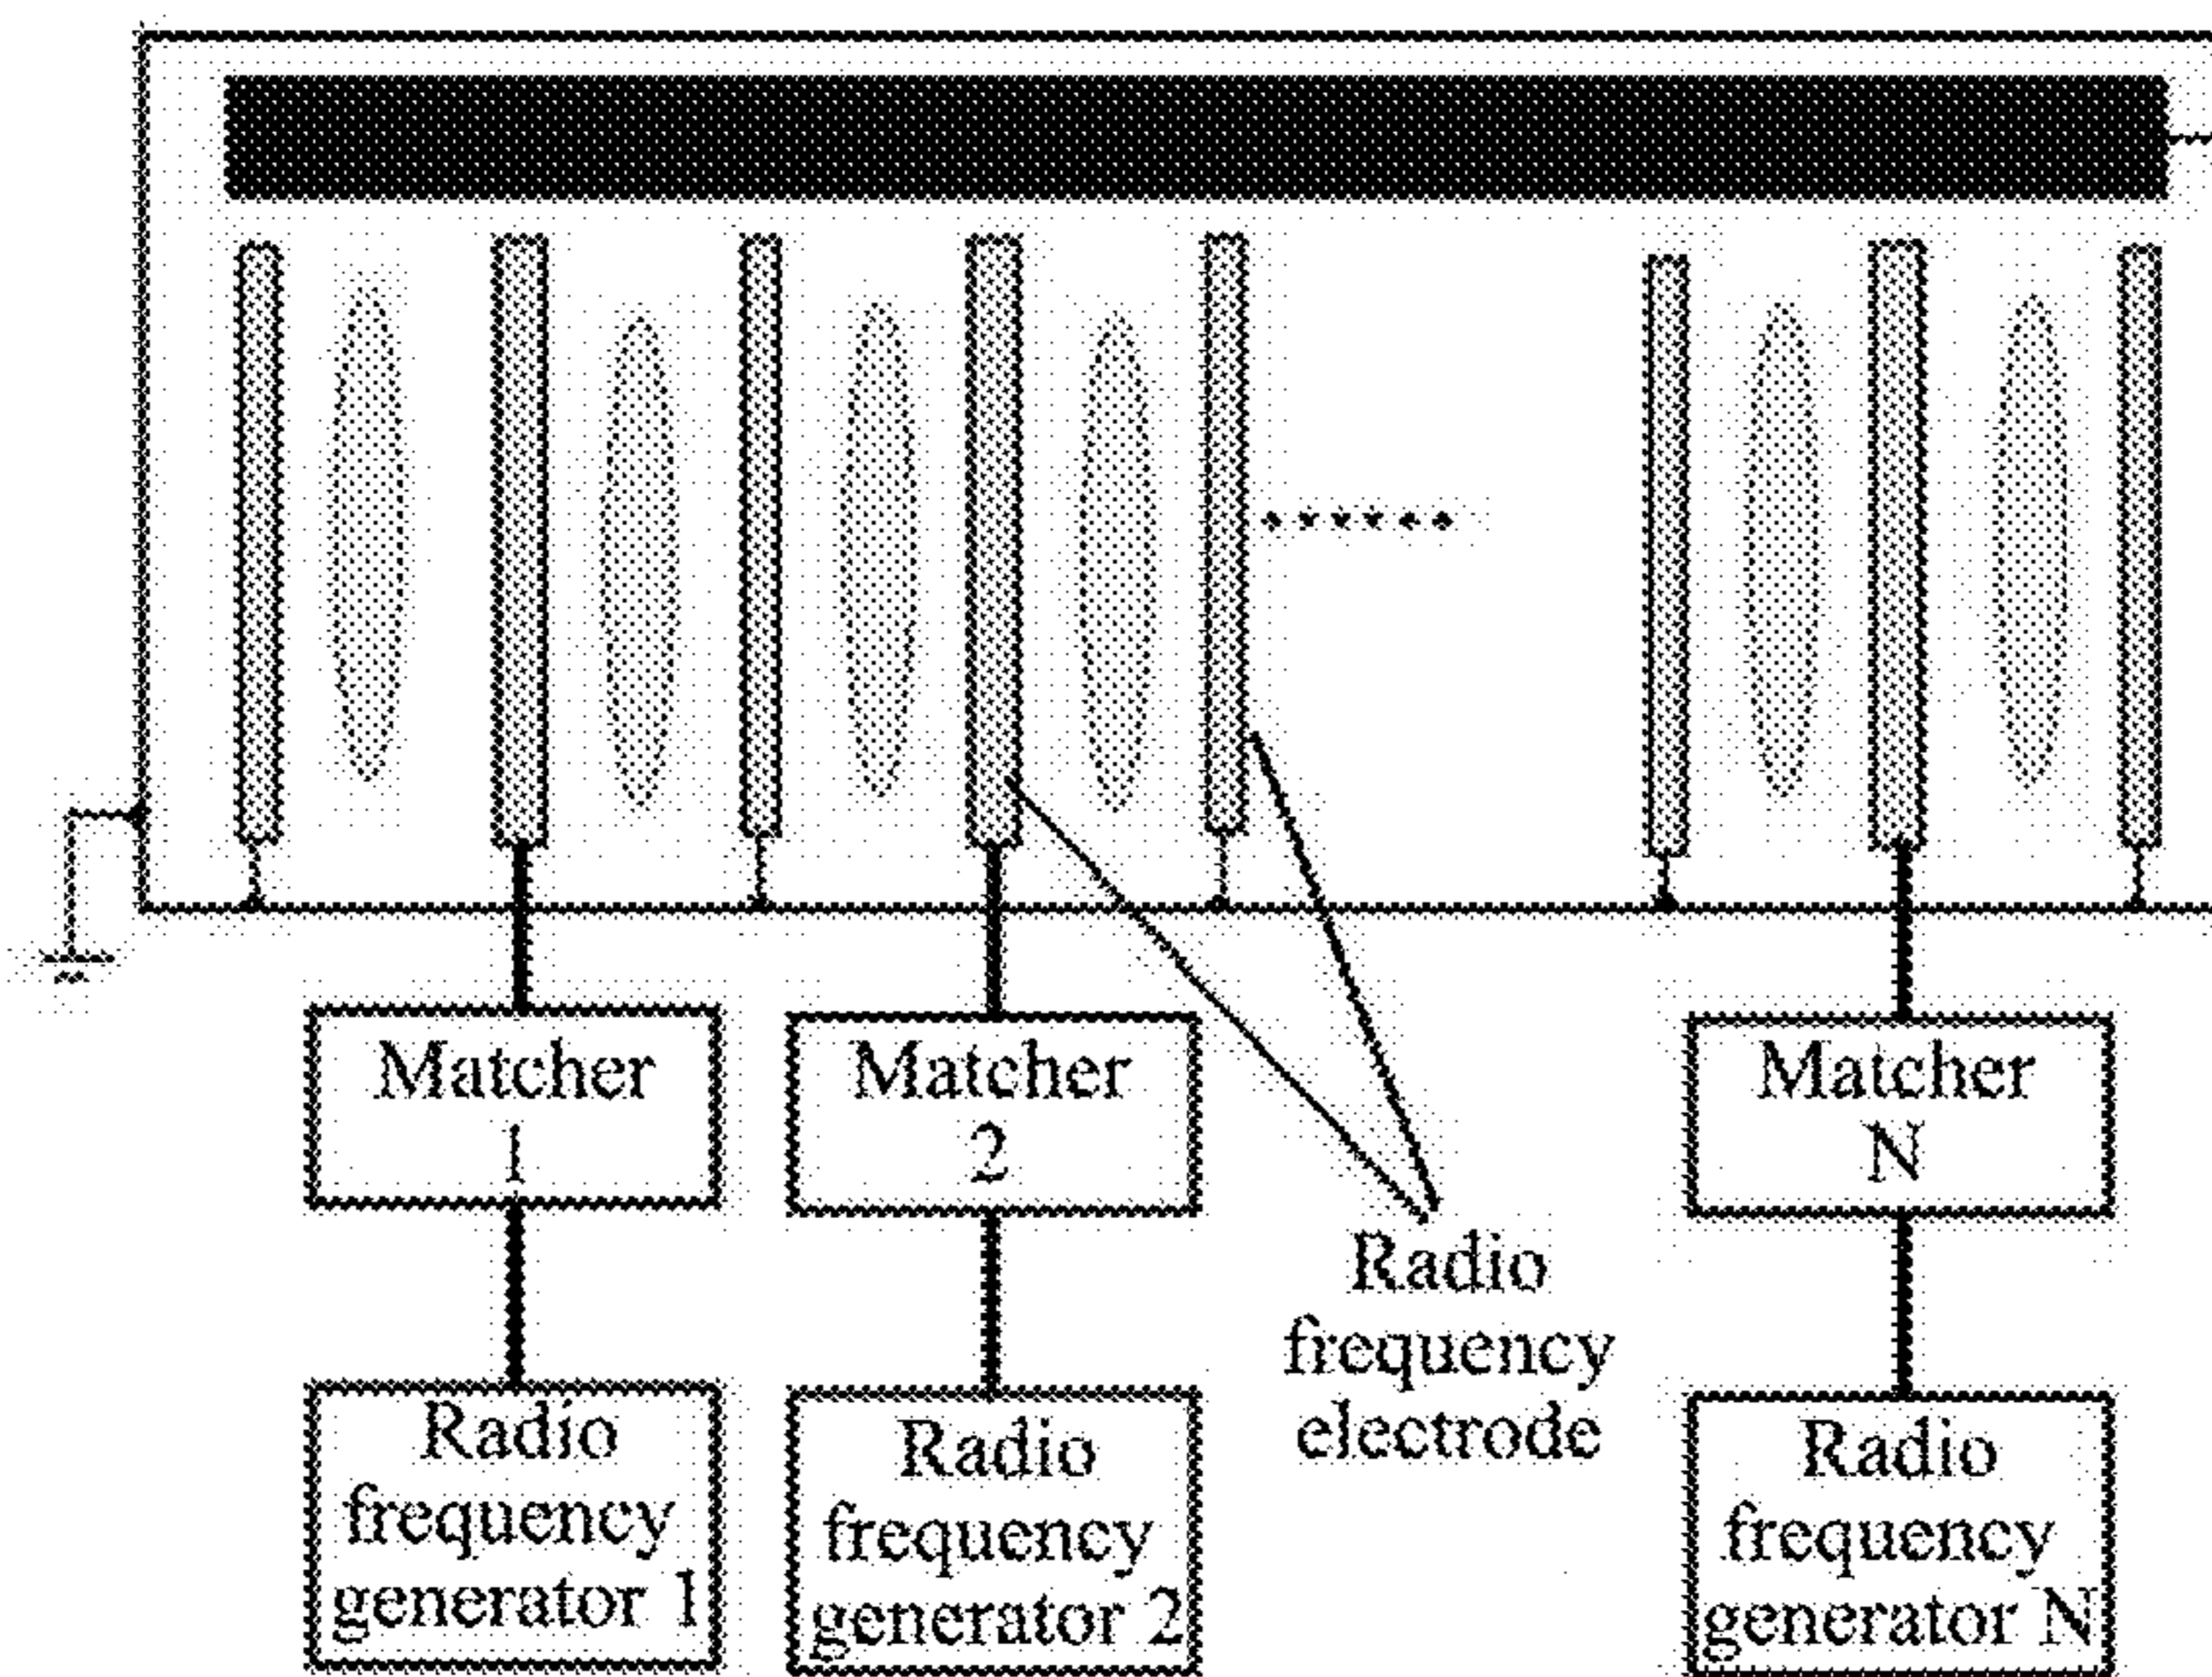 Matcher
1
Matcher
2
Matcher
N
Radio
frequency
electrode
Radio
frequency
generator 1
Radio
frequency
generator 2
Radio
frequency
generator N